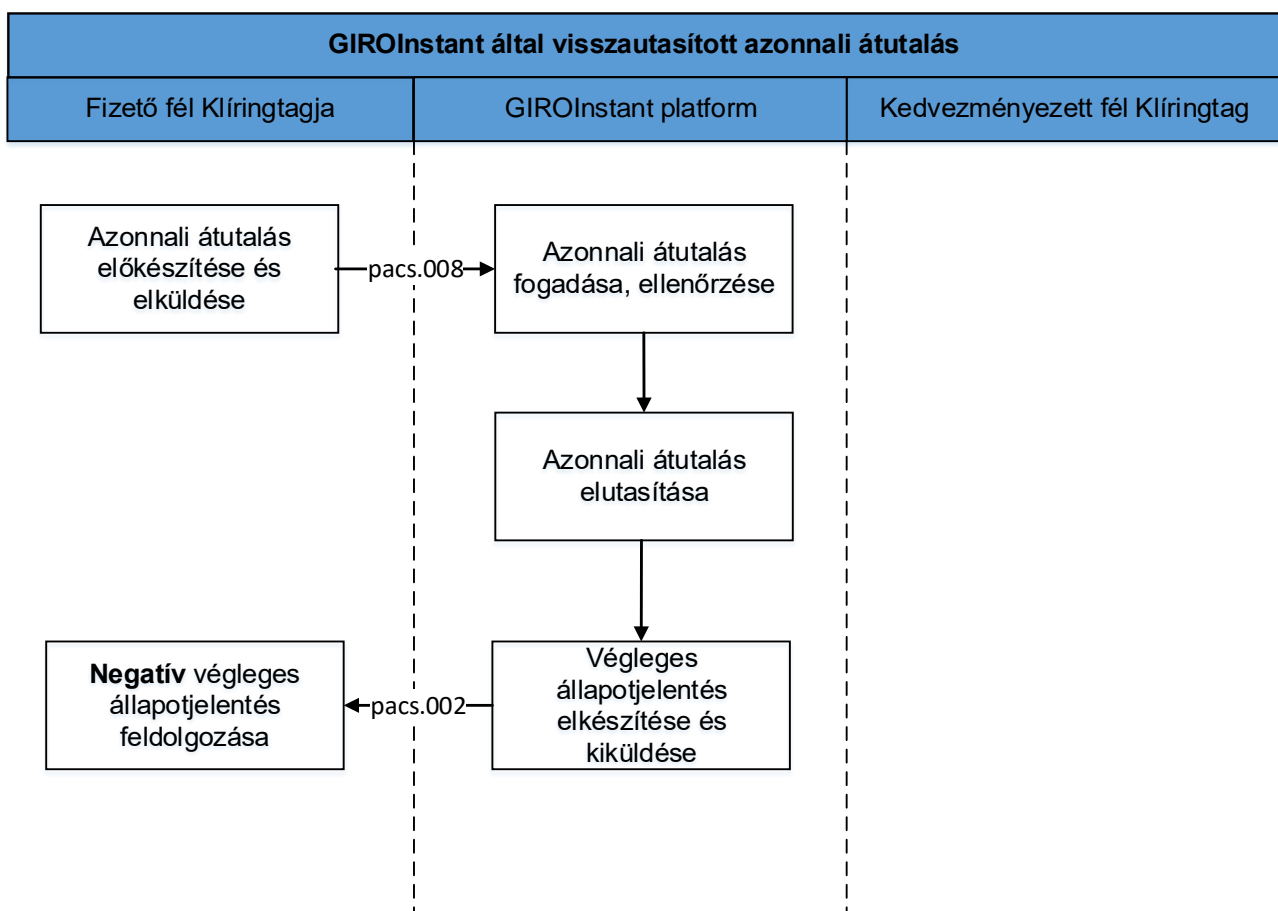 GIROInstant által visszautasított azonnali átutalás
Fizető fél Klíringtagja
GIROInstant platform
Kedvezményezett fél Klíringtag
Azonnali átutalás
előkészítése és
elküldése
pacs.008
Azonnali átutalás
fogadása, ellenőrzése
Azonnali átutalás
elutasítása
Végleges
állapotjelentés
elkészítése és
kiküldése
pacs.002
Negatív végleges
állapotjelentés
feldolgozása